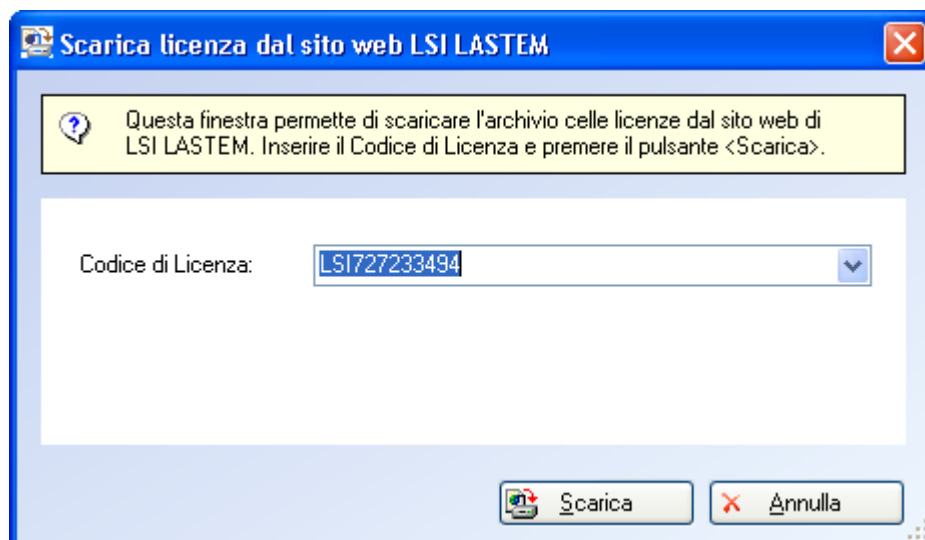 Scarica licenza dal sito web LSI LASTEM
Questa finestra permette di scaricare l'archivio celle licenze dal sito web di
LSI LASTEM. Inserire il Codice di Licenza e premere il pulsante <Scarica>.
Codice di Licenza: LSI727233494
Scarica Annulla